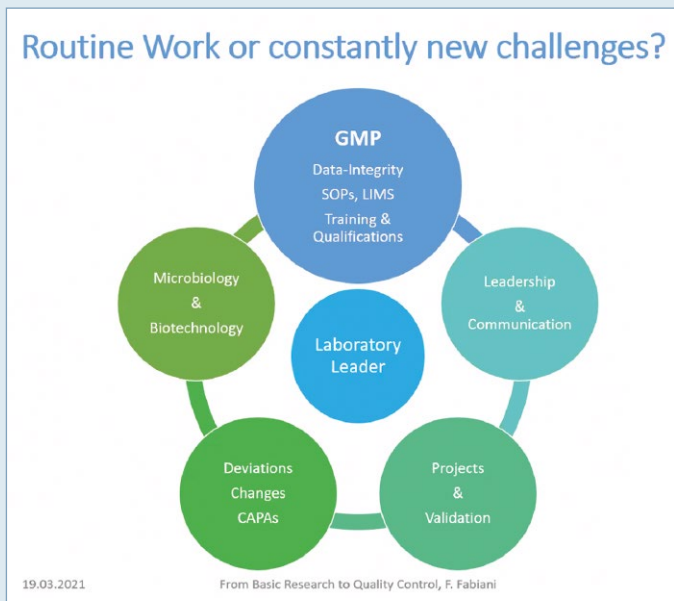 Routine Work or constantly new challenges?
GMP
Data-Integrity
SOPs, LIMS
Training &
Qualifications
Microbiology
&
Biotechnology
Leadership
&
Communication
Laboratory
Leader
Deviations
Changes
CAPAs
Projects
&
Validation
19.03.2021
From Basic Research to Quality Control, F. Fabiani